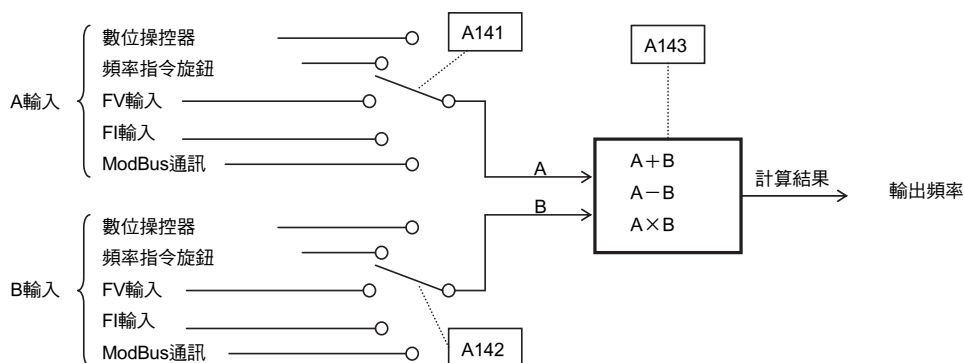 數位操控器
A141
A143
頻率指令旋鈕
A輸入
FV輸入
FI輸入
ModBus通訊
A
A＋B
A－B
A×B
計算結果
輸出頻率
B
數位操控器
頻率指令旋鈕
B輸入
FV輸入
FI輸入
ModBus通訊
A142